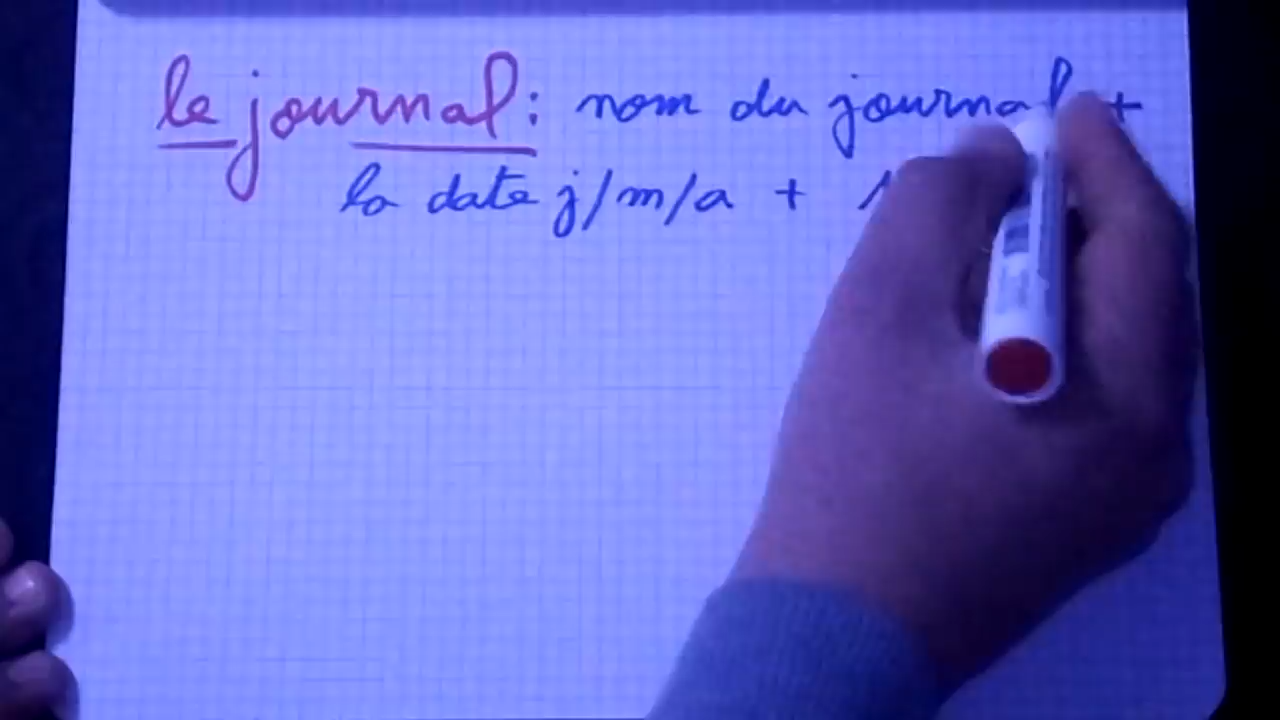 le journal: nom du journal +
la date j/m/a +